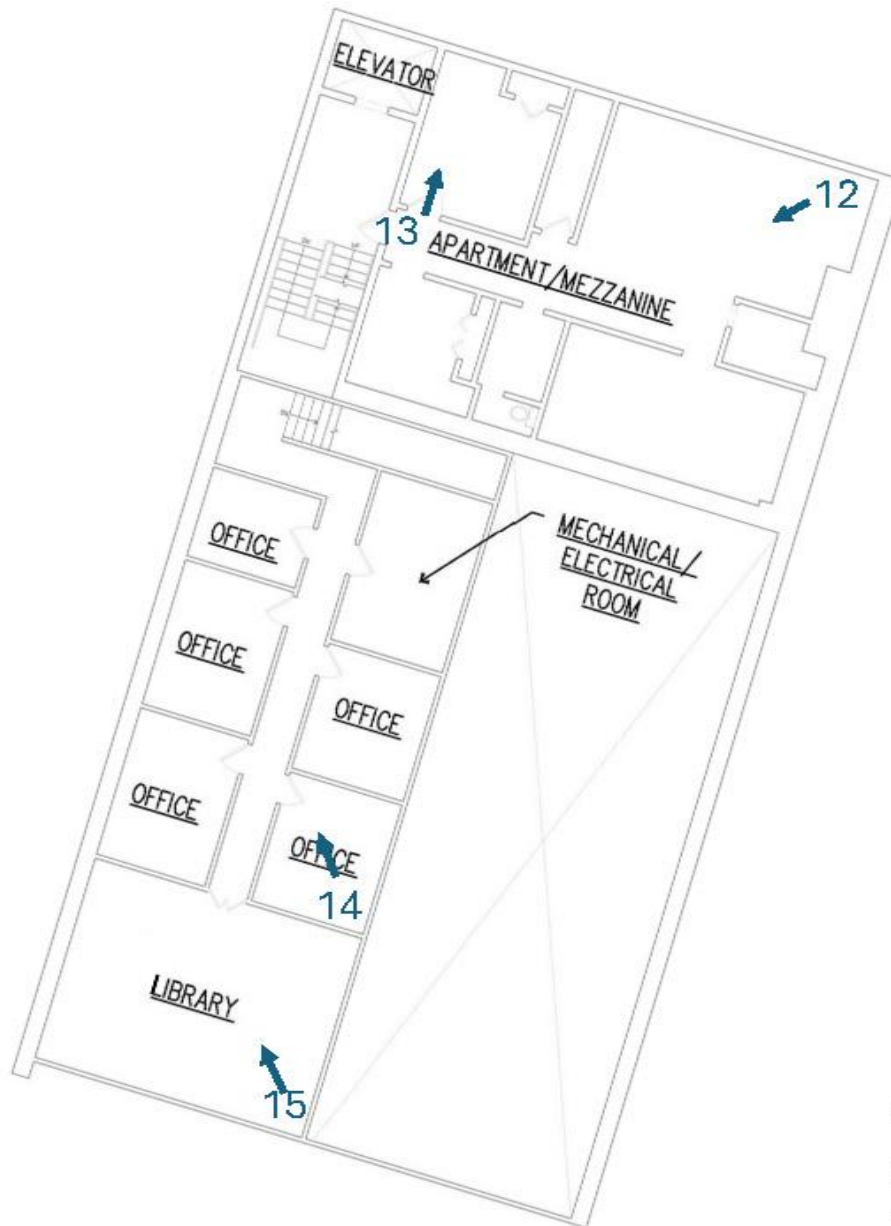 ELEVATOR
12
13
APARTMENT/MEZZANINE
MECHANICAL/
ELECTRICAL
ROOM
OFFICE
OFFICE
OFFICE
OFFICE
OFFICE
14
LIBRARY
15